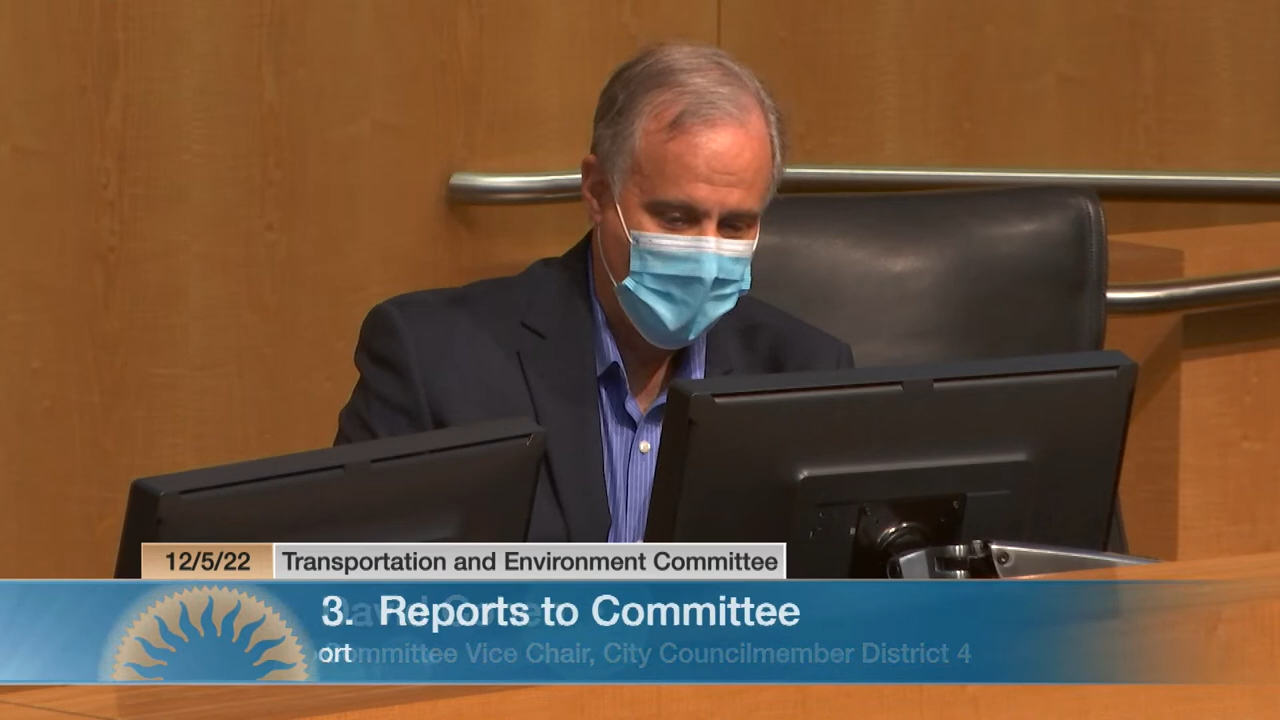 12/5/22
Transportation and Environment Committee
3. Reports to Committee
ort
Committee Vice Chair, City Councilmember District 4